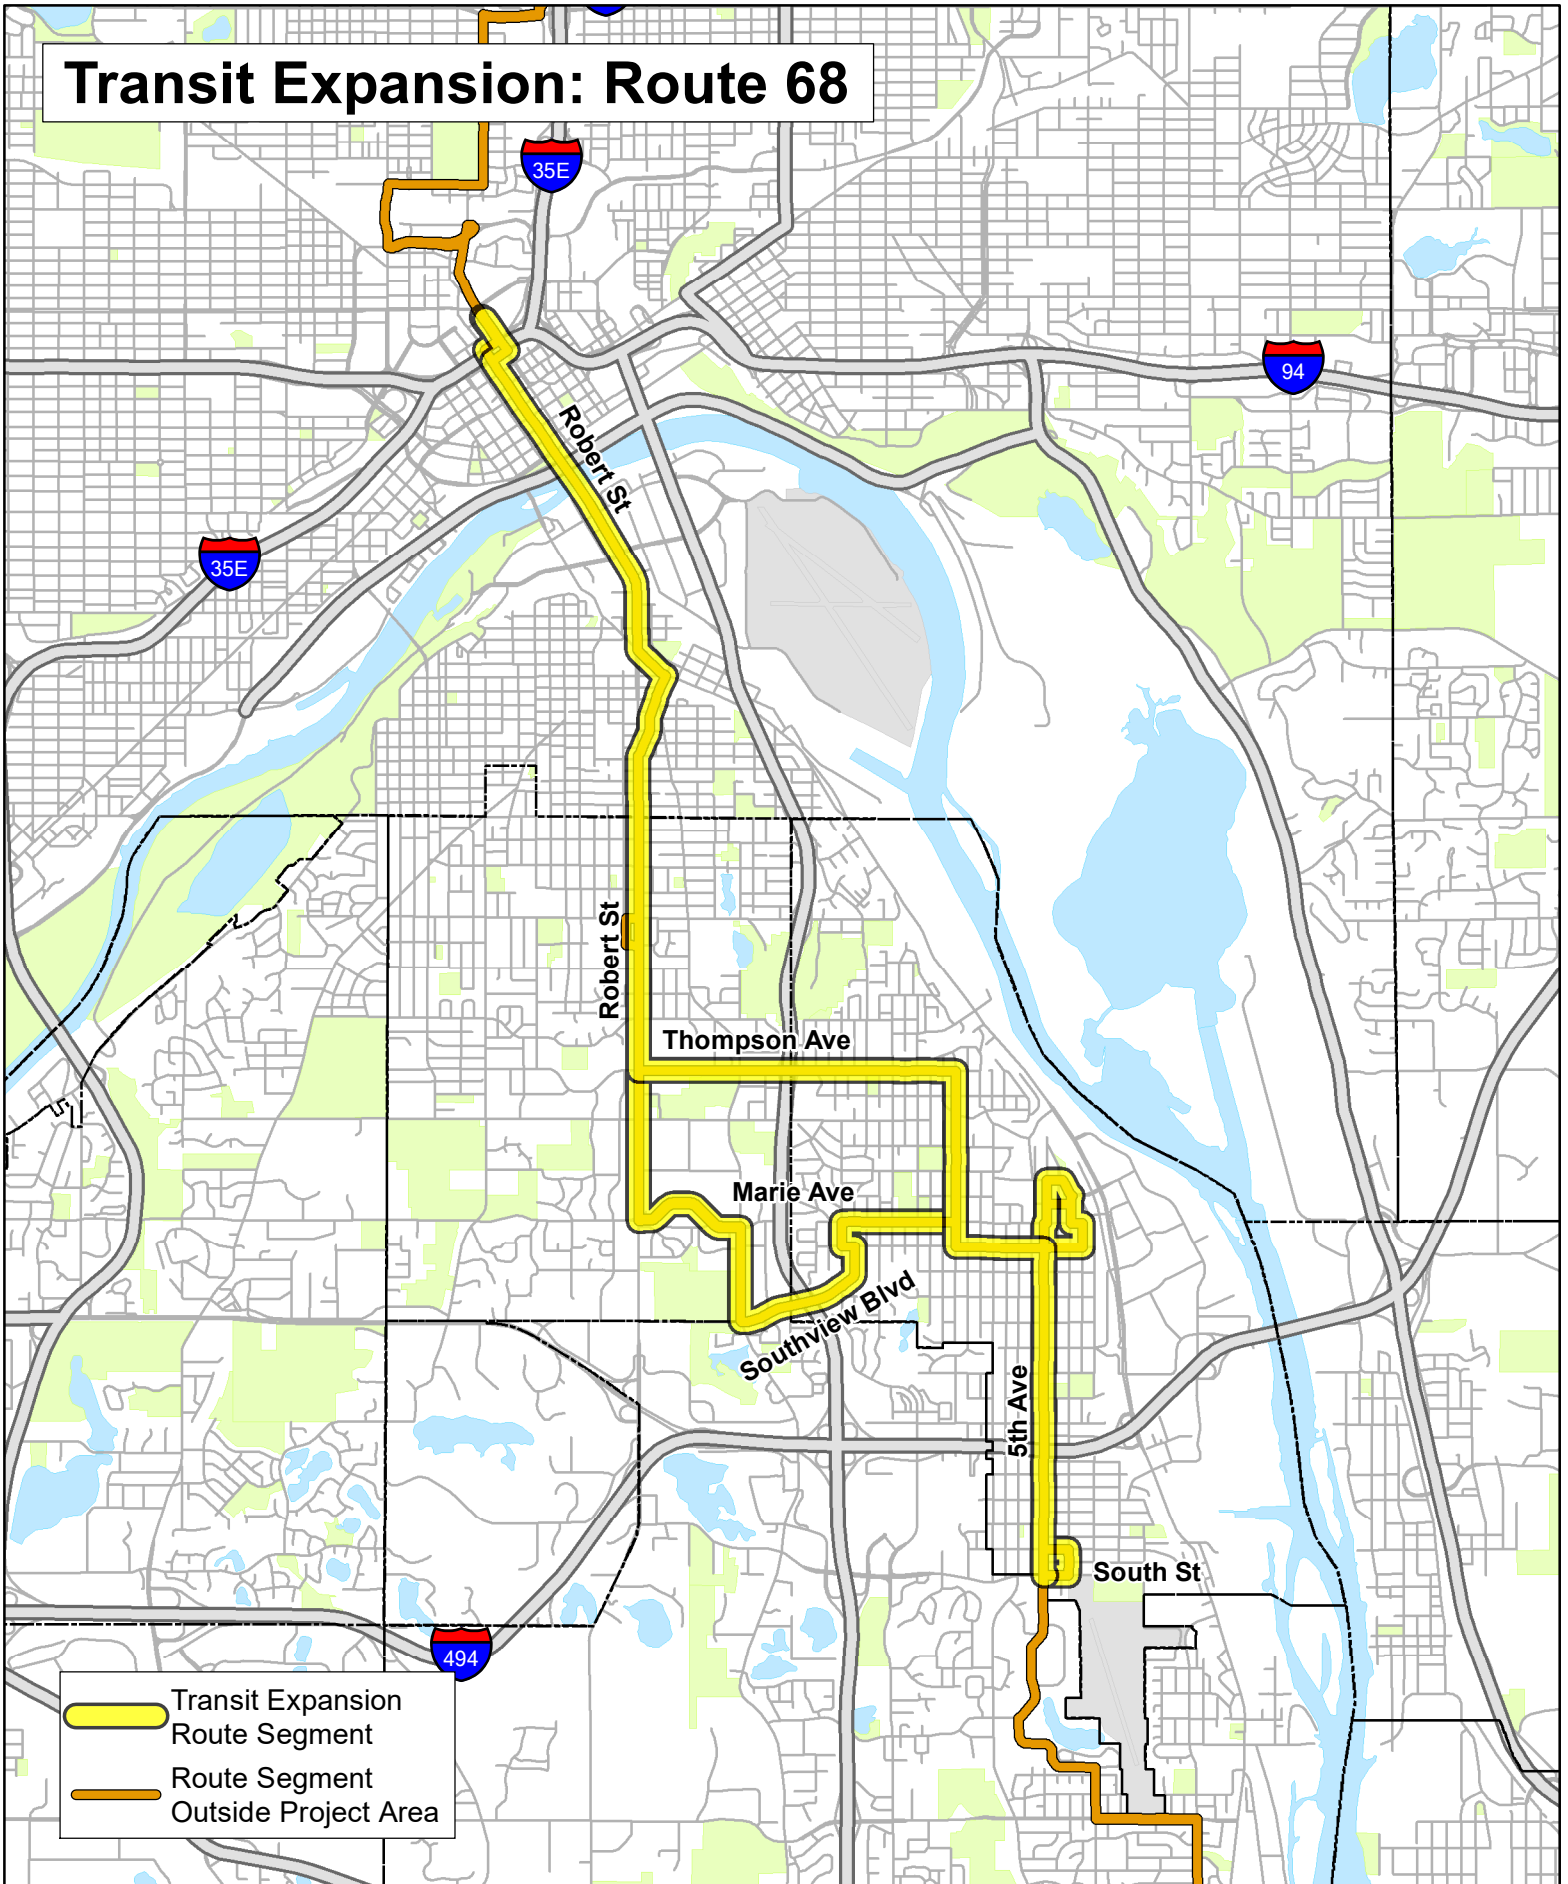 Transit Expansion: Route 68
35E
94
Robert St
35E
Robert St
Thompson Ave
Marie Ave
Southview Blvd
5th Ave
South St
494
Transit Expansion
Route Segment
Route Segment
Outside Project Area